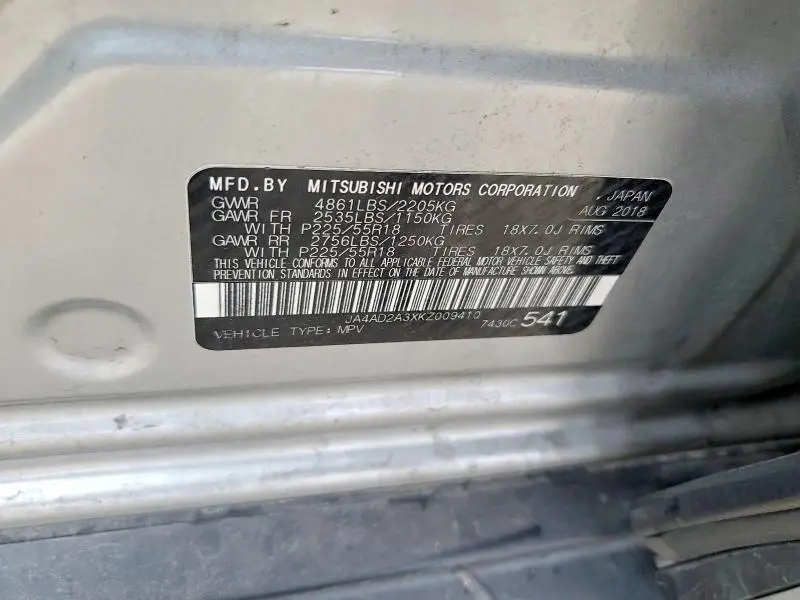 MFD.BY MITSUBISHI MOTORS CORPORATION , JAPAN
GVWR 4861LBS/2205KG AUG 2018
GAWR FR 2535LBS/1150KG
WITH P225/55R18 TIRES 18X7.0J RIMS
GAWR RR 2756LBS/1250KG
WITH P225/55R18 TIRES 18X7.0J RIMS
THIS VEHICLE CONFORMS TO ALL APPLICABLE FEDERAL MOTOR VEHICLE SAFETY AND THEFT
PREVENTION STANDARDS IN EFFECT ON THE DATE OF MANUFACTURE SHOWN ABOVE.
JA4AD2A3XKZ009410
VEHICLE TYPE: MPV 7430C 541